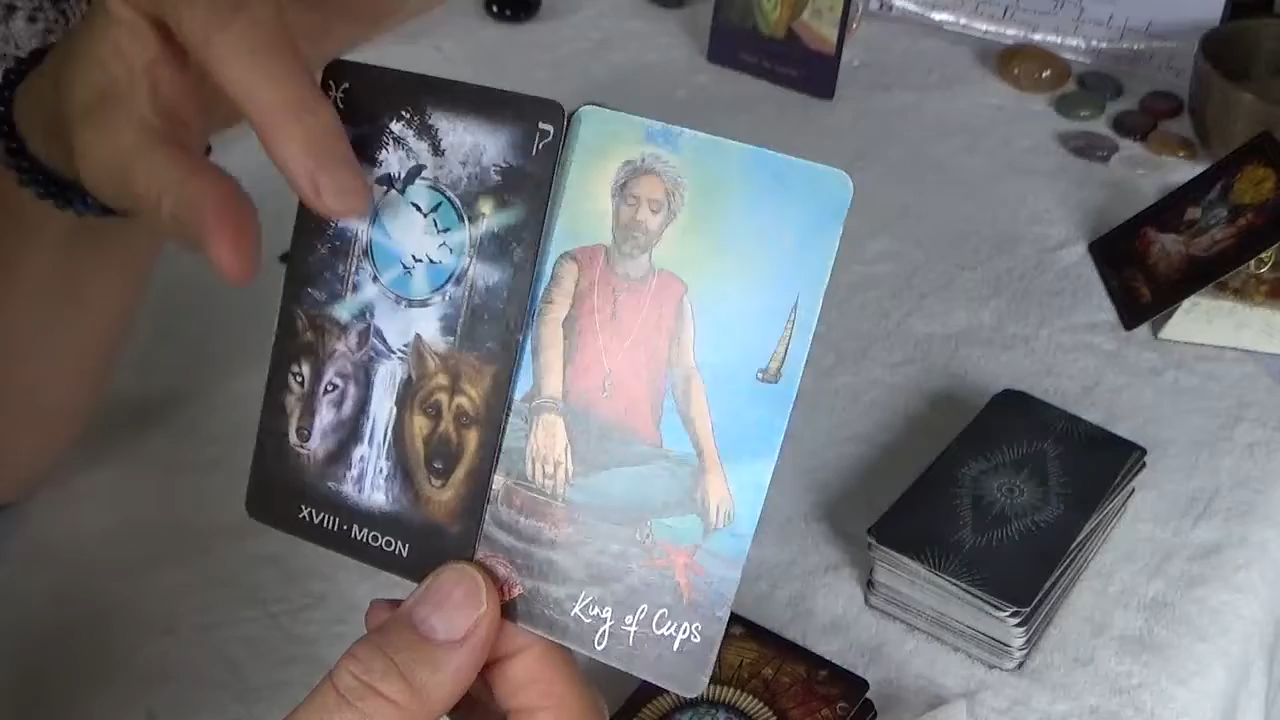 ♓ ק
XVIII · MOON
King of Cups